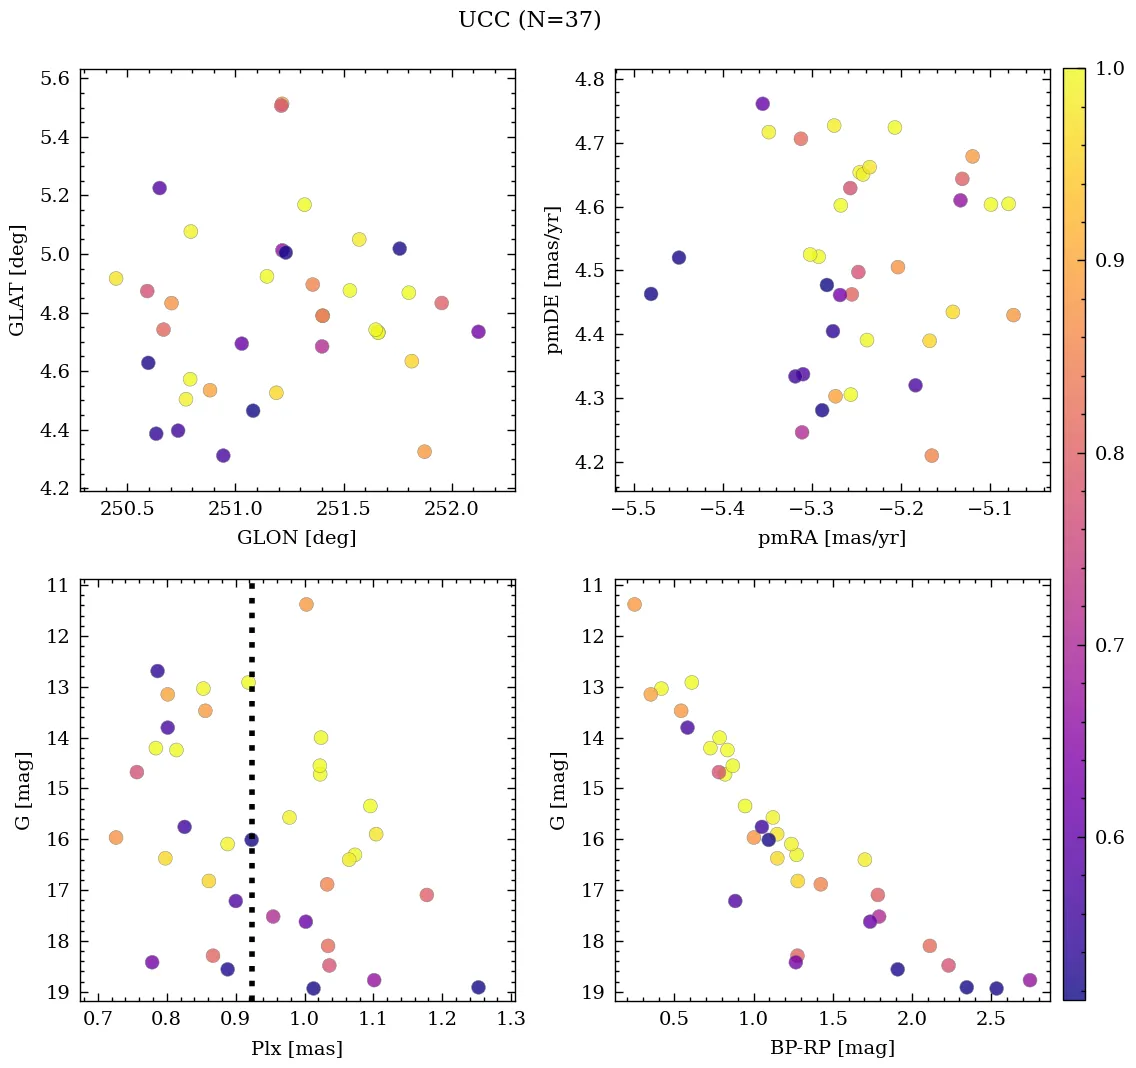 UCC (N=37)
5.6
5.4
5.2
5.0
4.8
4.6
4.4
4.2
GLAT [deg]
250.5 251.0 251.5 252.0
GLON [deg]
4.8
4.7
4.6
4.5
4.4
4.3
4.2
pmDE [mas/yr]
−5.5 −5.4 −5.3 −5.2 −5.1
pmRA [mas/yr]
1.0
0.9
0.8
0.7
0.6
11
12
13
14
15
16
17
18
19
G [mag]
0.7 0.8 0.9 1.0 1.1 1.2 1.3
Plx [mas]
11
12
13
14
15
16
17
18
19
G [mag]
0.5 1.0 1.5 2.0 2.5
BP-RP [mag]